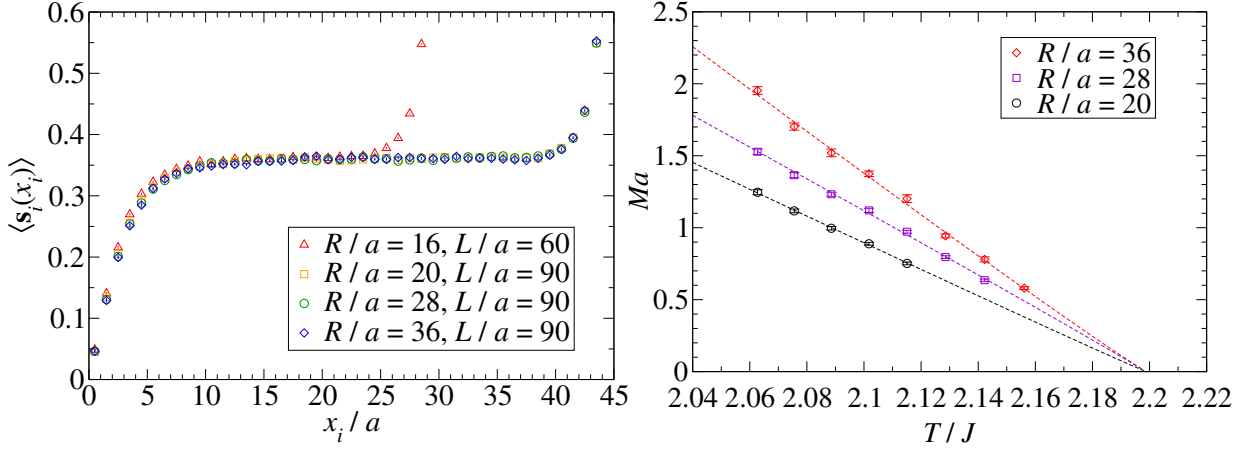 0.6
0.5
0.4
0.3
0.2
0.1
0
⟨s_i(x_i)⟩
R / a = 16, L / a = 60
R / a = 20, L / a = 90
R / a = 28, L / a = 90
R / a = 36, L / a = 90
0 5 10 15 20 25 30 35 40 45
x_i / a
2.5
2
1.5
1
0.5
0
Ma
R / a = 36
R / a = 28
R / a = 20
2.04 2.06 2.08 2.1 2.12 2.14 2.16 2.18 2.2 2.22
T / J